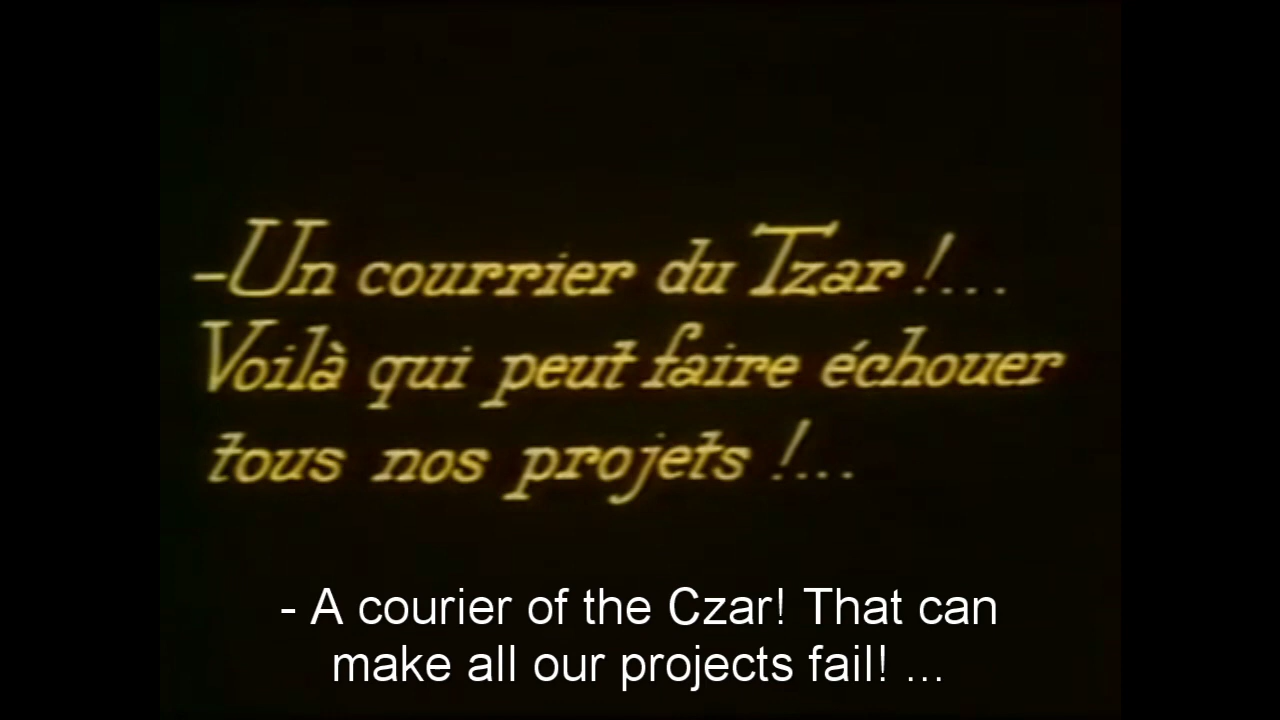 -Un courrier du Tzar !...
Voilà qui peut faire échouer
tous nos projets !...
- A courier of the Czar! That can
make all our projects fail! ...